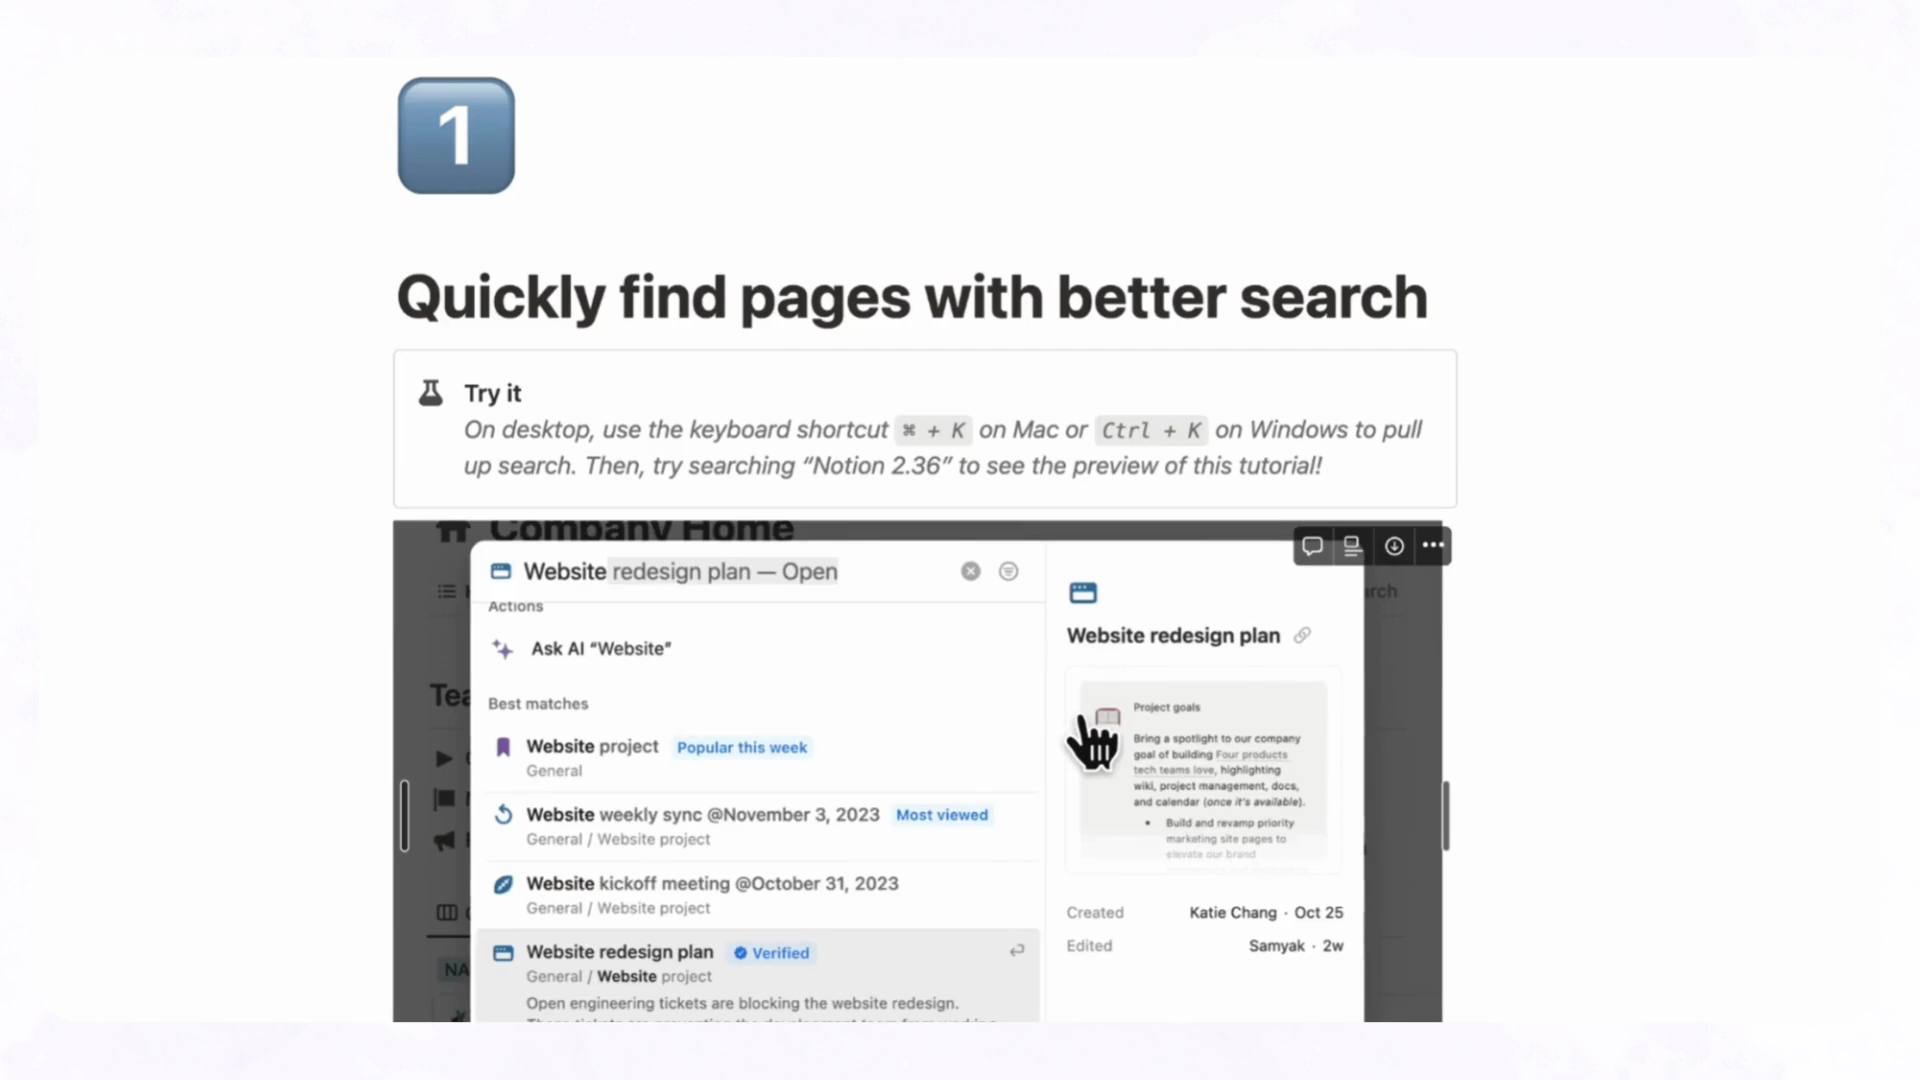 1
Quickly find pages with better search
Try it
On desktop, use the keyboard shortcut ⌘ + K on Mac or Ctrl + K on Windows to pull
up search. Then, try searching “Notion 2.36” to see the preview of this tutorial!
Company Home
Website redesign plan — Open
Actions
Ask AI “Website”
Best matches
Website project Popular this week
General
Website weekly sync @November 3, 2023 Most viewed
General / Website project
Website kickoff meeting @October 31, 2023
General / Website project
Website redesign plan Verified
General / Website project
Open engineering tickets are blocking the website redesign.
Website redesign plan
Project goals
Bring a spotlight to our company
goal of building Four products
tech teams love, highlighting
wiki, project management, docs,
and calendar (once it's available).
• Build and revamp priority
marketing site pages to
elevate our brand
Created Katie Chang · Oct 25
Edited Samyak · 2w